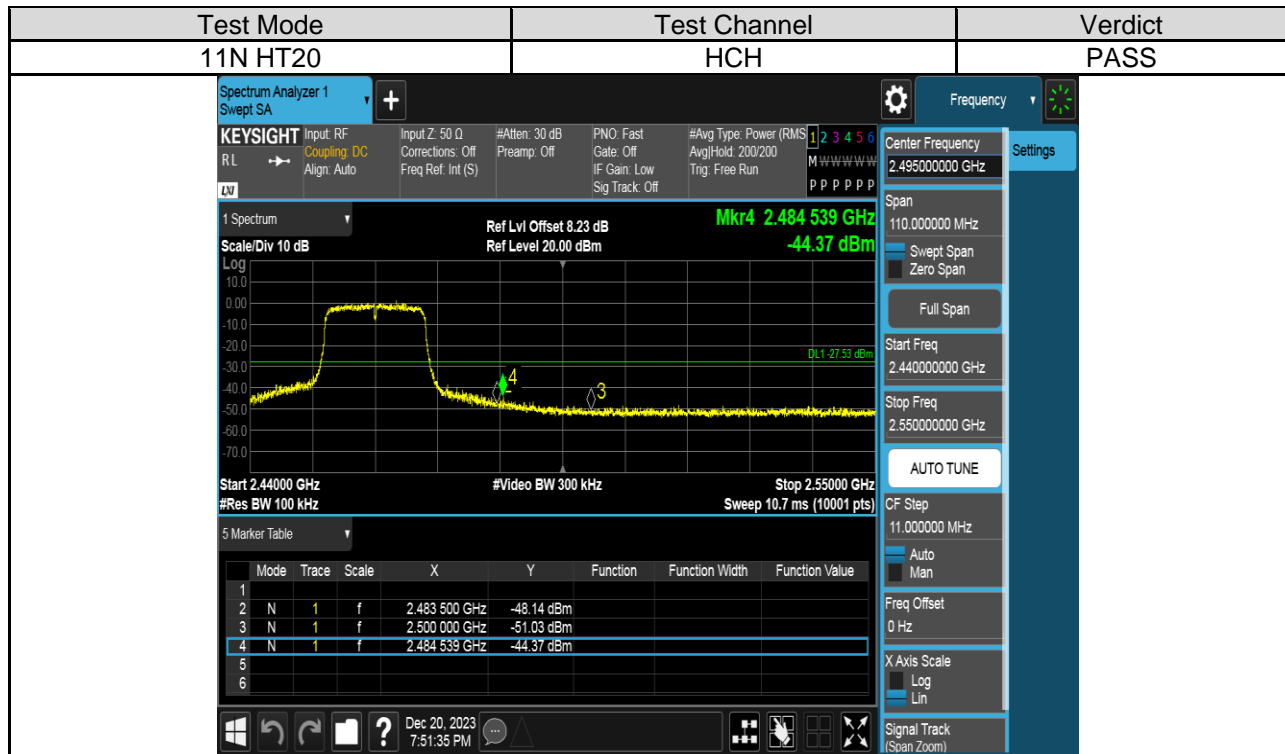 Test Mode Test Channel Verdict
11N HT20 HCH PASS
Spectrum Analyzer 1
Swept SA
+
Frequency
KEYSIGHT Input: RF Input Z: 50 Ω #Atten: 30 dB PNO: Fast #Avg Type: Power (RMS 1 2 3 4 5 6
RL Coupling: DC Corrections: Off Preamp: Off Gate: Off Avg|Hold: 200/200 M W W W W W
Align: Auto Freq Ref: Int (S) IF Gain: Low Trig: Free Run
LXI Sig Track: Off P P P P P P
1 Spectrum
Ref Lvl Offset 8.23 dB Mkr4 2.484 539 GHz
Scale/Div 10 dB Ref Level 20.00 dBm -44.37 dBm
Log
10.0
0.00
-10.0
-20.0
DL1 -27.53 dBm
-30.0
4
-40.0
3
-50.0
-60.0
-70.0
Start 2.44000 GHz #Video BW 300 kHz Stop 2.55000 GHz
#Res BW 100 kHz Sweep 10.7 ms (10001 pts)
5 Marker Table
Mode Trace Scale X Y Function Function Width Function Value
1
2 N 1 f 2.483 500 GHz -48.14 dBm
3 N 1 f 2.500 000 GHz -51.03 dBm
4 N 1 f 2.484 539 GHz -44.37 dBm
5
6
?
Dec 20, 2023
7:51:35 PM
Center Frequency
2.495000000 GHz
Settings
Span
110.000000 MHz
Swept Span
Zero Span
Full Span
Start Freq
2.440000000 GHz
Stop Freq
2.550000000 GHz
AUTO TUNE
CF Step
11.000000 MHz
Auto
Man
Freq Offset
0 Hz
X Axis Scale
Log
Lin
Signal Track
(Span Zoom)